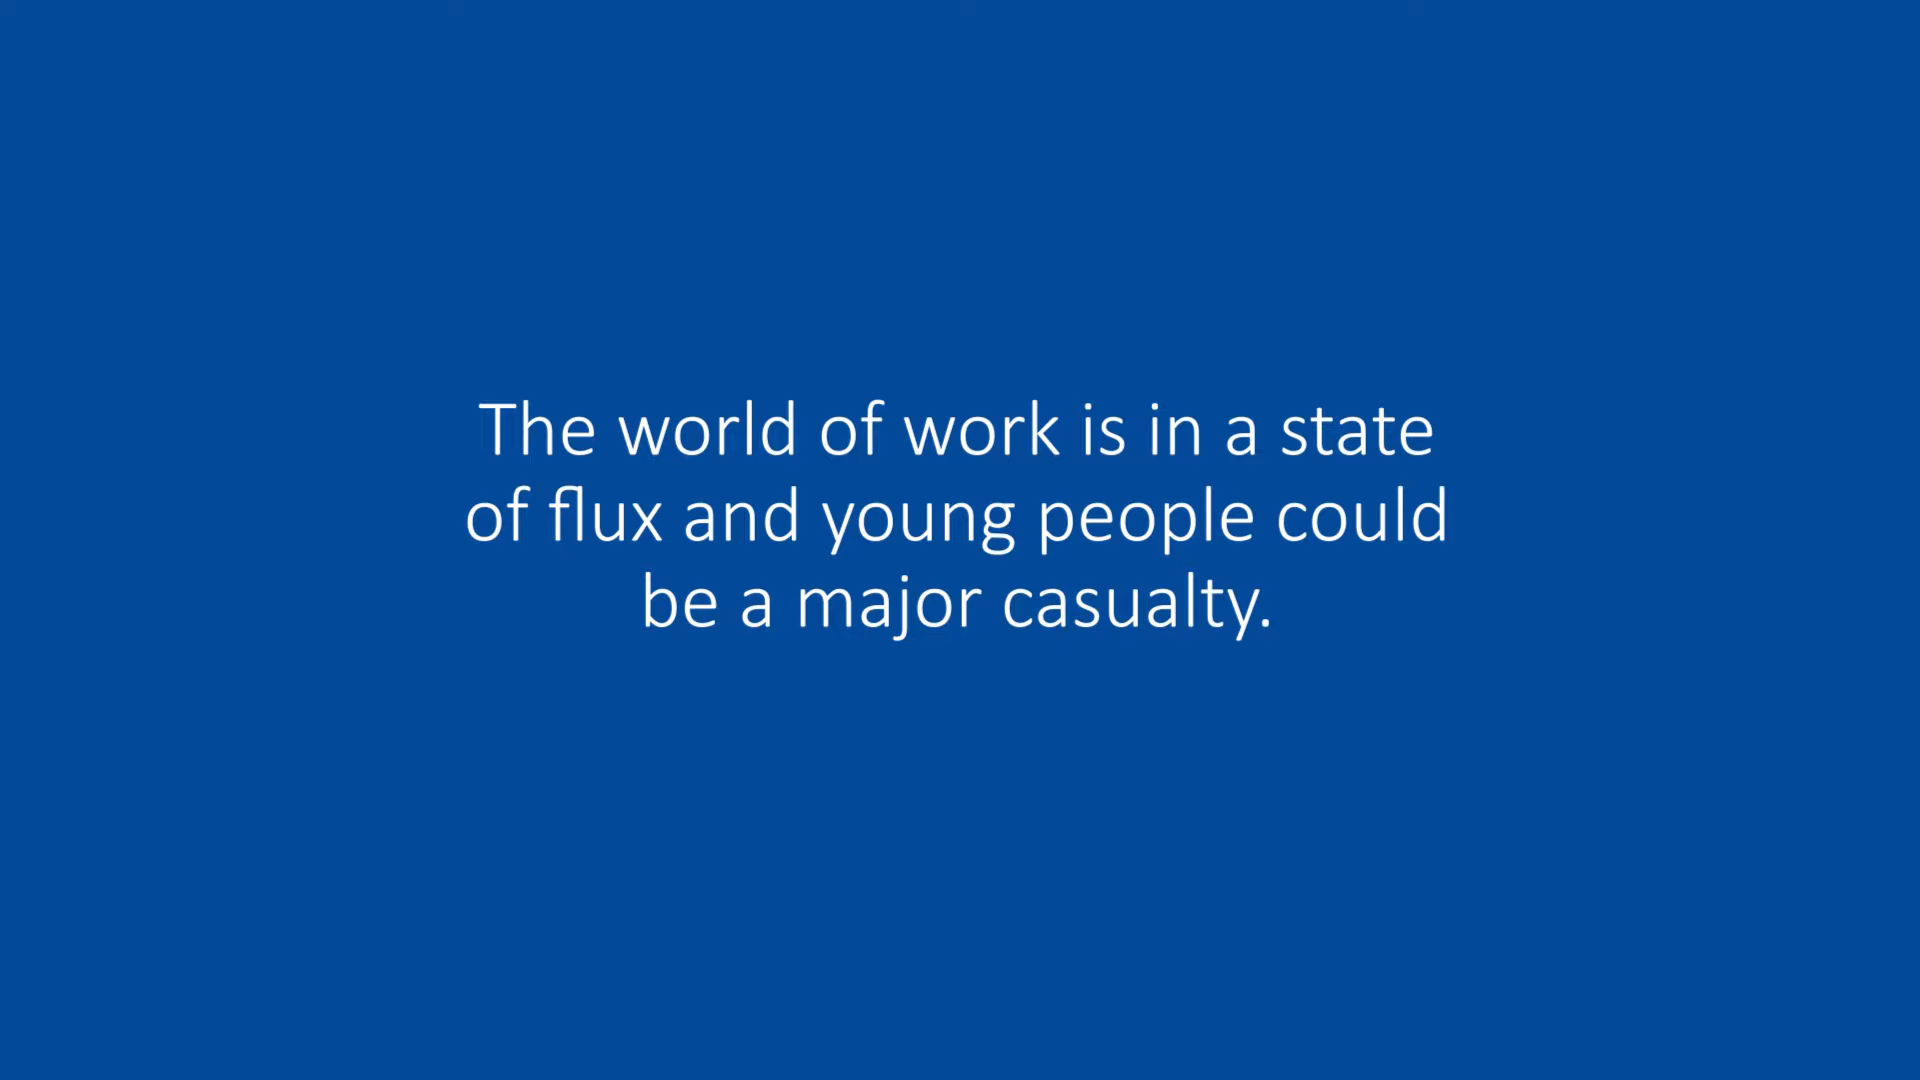 The world of work is in a state
of flux and young people could
be a major casualty.